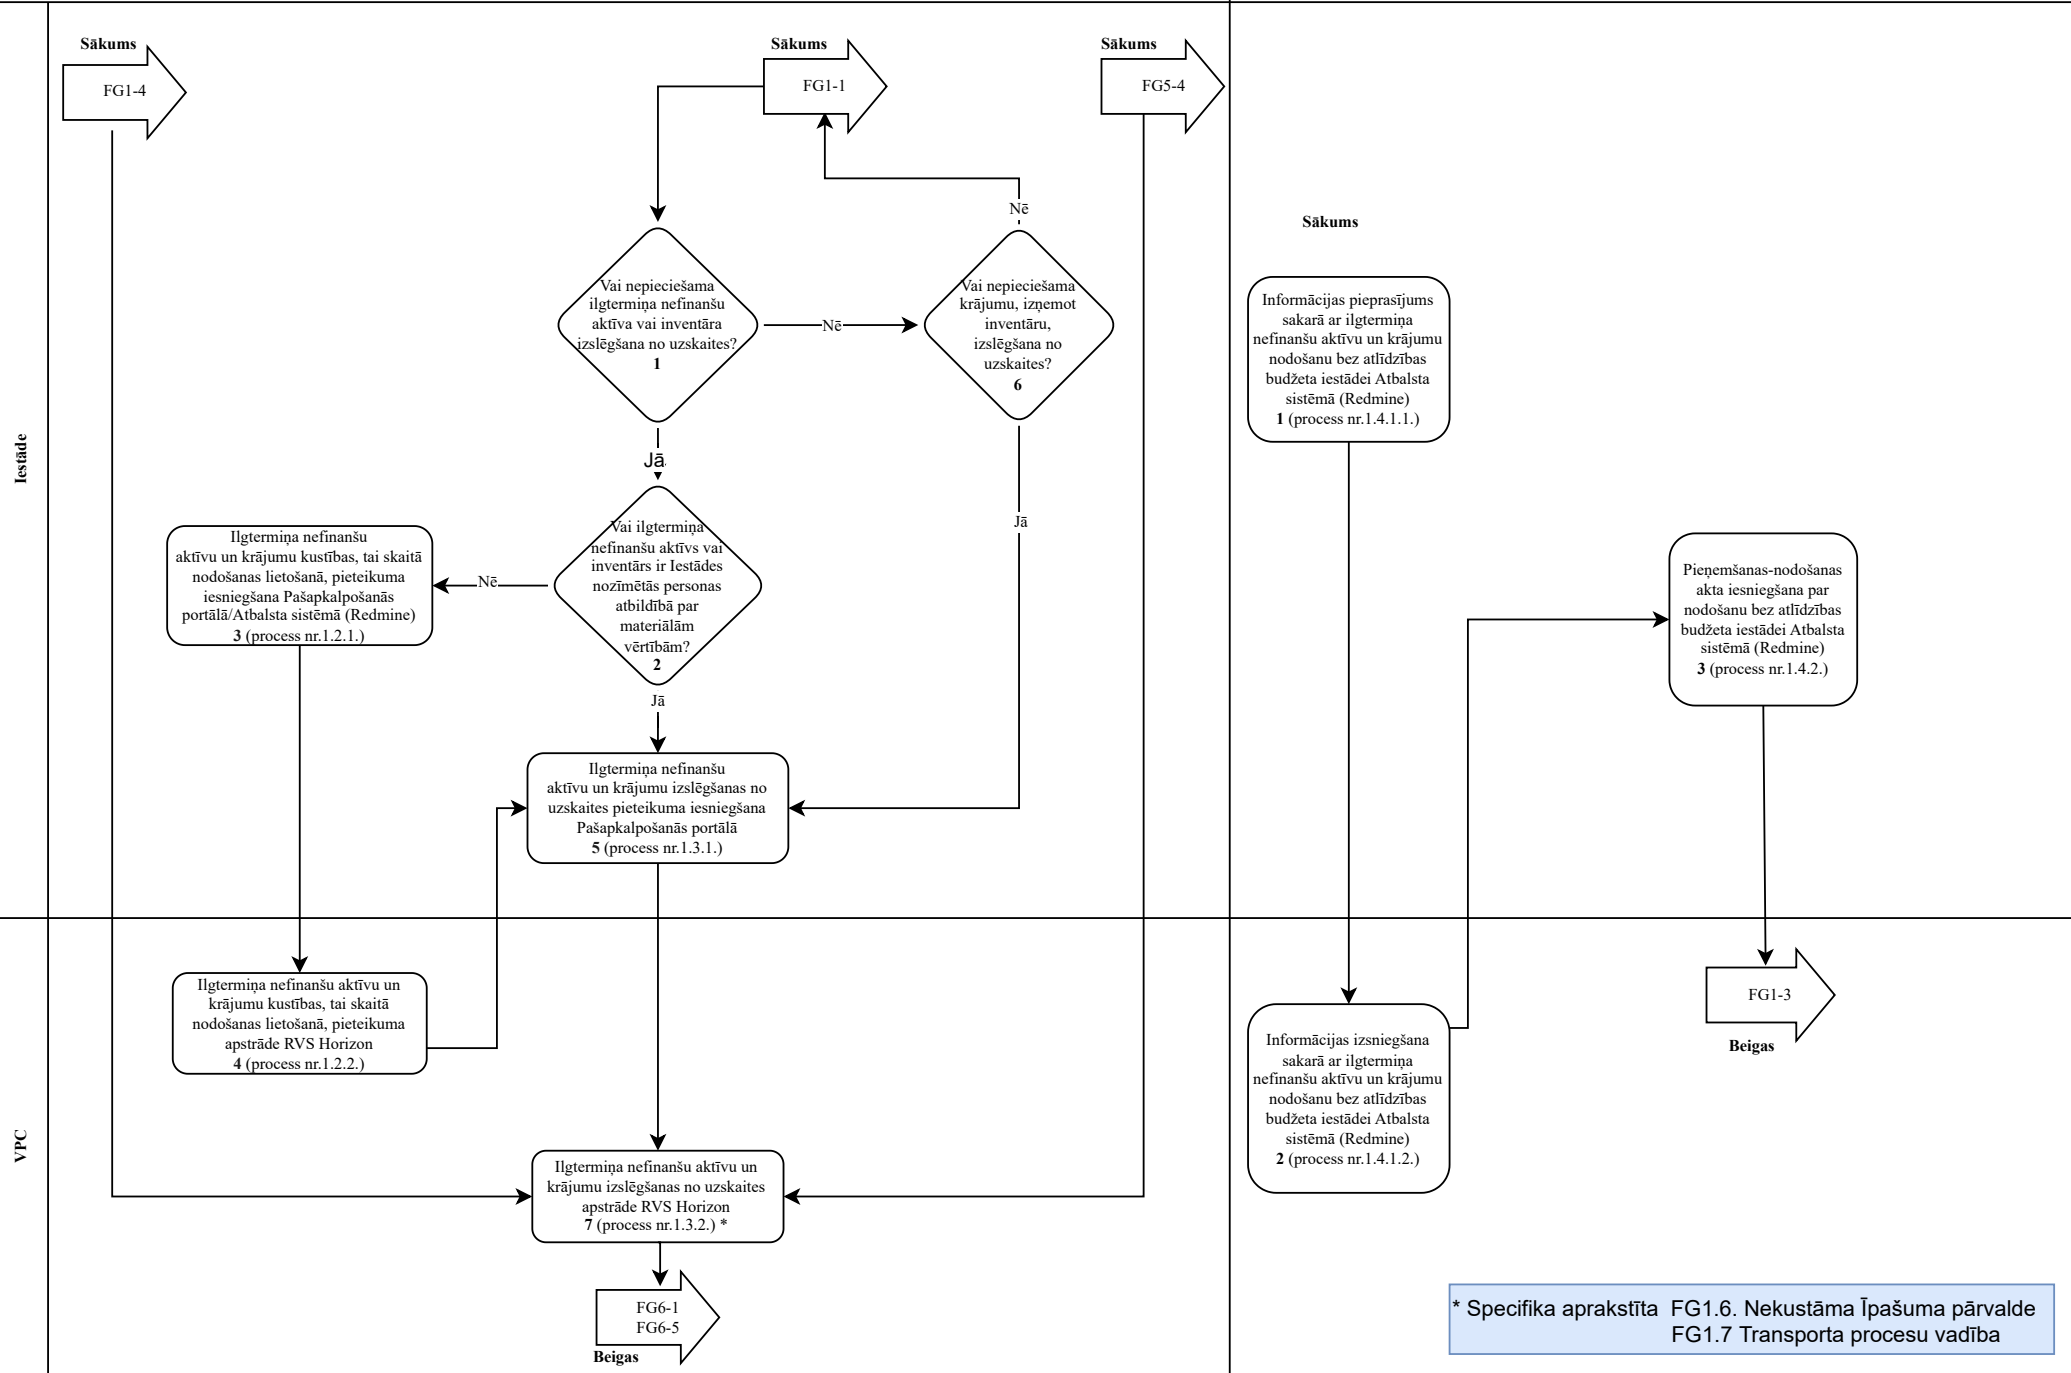 Sākums
FG1-4
Sākums
FG1-1
Sākums
FG5-4
Nē
Vai nepieciešama
ilgtermiņa nefinanšu
aktīva vai inventāra
izslēgšana no uzskaites?
1
Nē
Vai nepieciešama
krājumu, izņemot
inventāru,
izslēgšana no
uzskaites?
6
Jā
Jā
Iestāde
Vai ilgtermiņa
nefinanšu aktīvs vai
inventārs ir Iestādes
nozīmētās personas
atbildībā par
materiālām
vērtībām?
2
Nē
Ilgtermiņa nefinanšu
aktīvu un krājumu kustības, tai skaitā
nodošanas lietošanā, pieteikuma
iesniegšana Pašapkalpošanās
portālā/Atbalsta sistēmā (Redmine)
3 (process nr.1.2.1.)
Jā
Ilgtermiņa nefinanšu
aktīvu un krājumu izslēgšanas no
uzskaites pieteikuma iesniegšana
Pašapkalpošanās portālā
5 (process nr.1.3.1.)
Ilgtermiņa nefinanšu aktīvu un
krājumu kustības, tai skaitā
nodošanas lietošanā, pieteikuma
apstrāde RVS Horizon
4 (process nr.1.2.2.)
VPC
Ilgtermiņa nefinanšu aktīvu un
krājumu izslēgšanas no uzskaites
apstrāde RVS Horizon
7 (process nr.1.3.2.) *
FG6-1
FG6-5
Beigas
Sākums
Informācijas pieprasījums
sakarā ar ilgtermiņa
nefinanšu aktīvu un krājumu
nodošanu bez atlīdzības
budžeta iestādei Atbalsta
sistēmā (Redmine)
1 (process nr.1.4.1.1.)
Pieņemšanas-nodošanas
akta iesniegšana par
nodošanu bez atlīdzības
budžeta iestādei Atbalsta
sistēmā (Redmine)
3 (process nr.1.4.2.)
Informācijas izsniegšana
sakarā ar ilgtermiņa
nefinanšu aktīvu un krājumu
nodošanu bez atlīdzības
budžeta iestādei Atbalsta
sistēmā (Redmine)
2 (process nr.1.4.1.2.)
FG1-3
Beigas
* Specifika aprakstīta FG1.6. Nekustāma Īpašuma pārvalde
FG1.7 Transporta procesu vadība